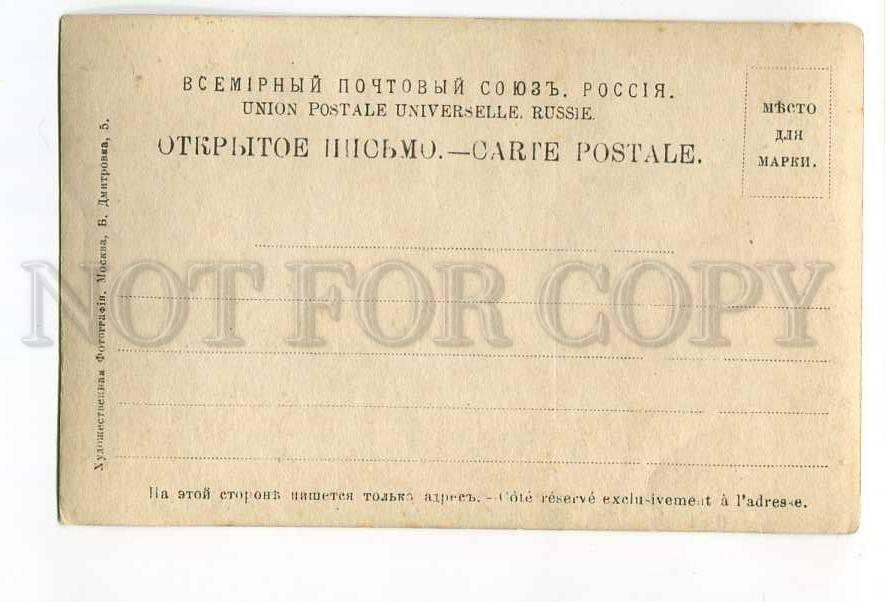 ВСЕМІРНЫЙ ПОЧТОВЫЙ СОЮЗЪ. РОССІЯ.
UNION POSTALE UNIVERSELLE. RUSSIE.
ОТКРЫТОЕ ПИСЬМО.—CARTE POSTALE.
МѢСТО
ДЛЯ
МАРКИ.
Художественная Фотографія. Москва, Б. Дмитровка, 5.
NOT FOR COPY
На этой сторонѣ пишется только адресъ.—Côté réservé exclusivement à l'adresse.